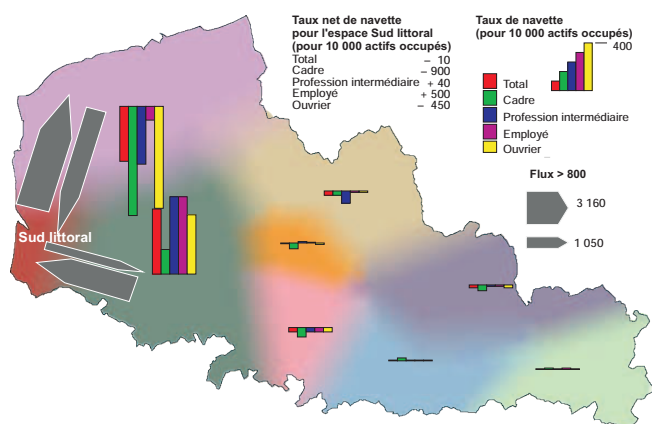 Taux net de navette
pour l'espace Sud littoral
(pour 10 000 actifs occupés)
Total – 10
Cadre – 900
Profession intermédiaire + 40
Employé + 500
Ouvrier – 450
Taux de navette
(pour 10 000 actifs occupés)
400
Total
Cadre
Profession intermédiaire
Employé
Ouvrier
Flux > 800
3 160
1 050
Sud littoral